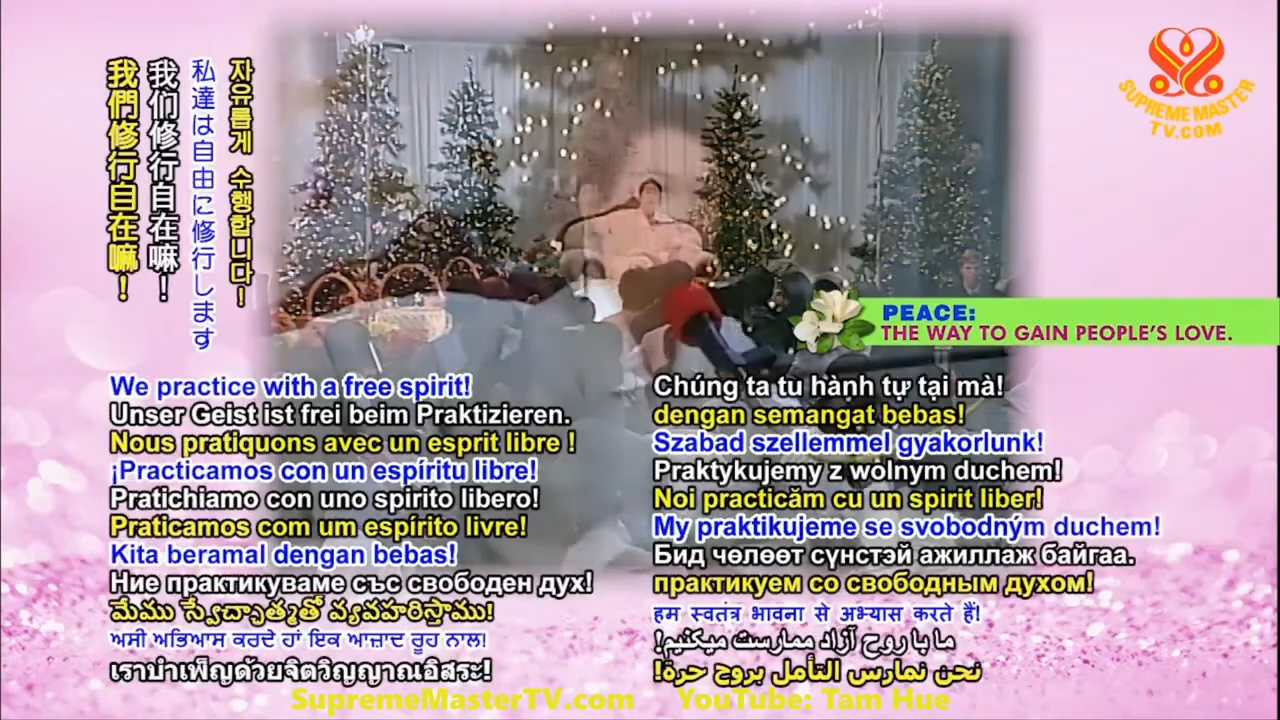 我們修行自在嘛！
我们修行自在嘛！
私達は自由に修行します
자유롭게 수행합니다!
SUPREME MASTER
TV.COM
PEACE:
THE WAY TO GAIN PEOPLE'S LOVE.
We practice with a free spirit!
Unser Geist ist frei beim Praktizieren.
Nous pratiquons avec un esprit libre !
¡Practicamos con un espíritu libre!
Pratichiamo con uno spirito libero!
Praticamos com um espírito livre!
Kita beramal dengan bebas!
Ние практикуваме със свободен дух!
మేము స్వేచ్ఛాత్మతో వ్యవహరిస్తాము!
ਅਸੀ ਅਭਿਆਸ ਕਰਦੇ ਹਾਂ ਇਕ ਆਜ਼ਾਦ ਰੂਹ ਨਾਲ!
เราบำเพ็ญด้วยจิตวิญญาณอิสระ!
Chúng ta tu hành tự tại mà!
dengan semangat bebas!
Szabad szellemmel gyakorlunk!
Praktykujemy z wolnym duchem!
Noi practicăm cu un spirit liber!
My praktikujeme se svobodným duchem!
Бид чөлөөт сүнстэй ажиллаж байгаа.
практикуем со свободным духом!
हम स्वतंत्र भावना से अभ्यास करते हैं!
ما با روح آزاد ممارست میکنیم!
نحن نمارس التأمل بروح حرة!
SupremeMasterTV.com
YouTube: Tam Hue